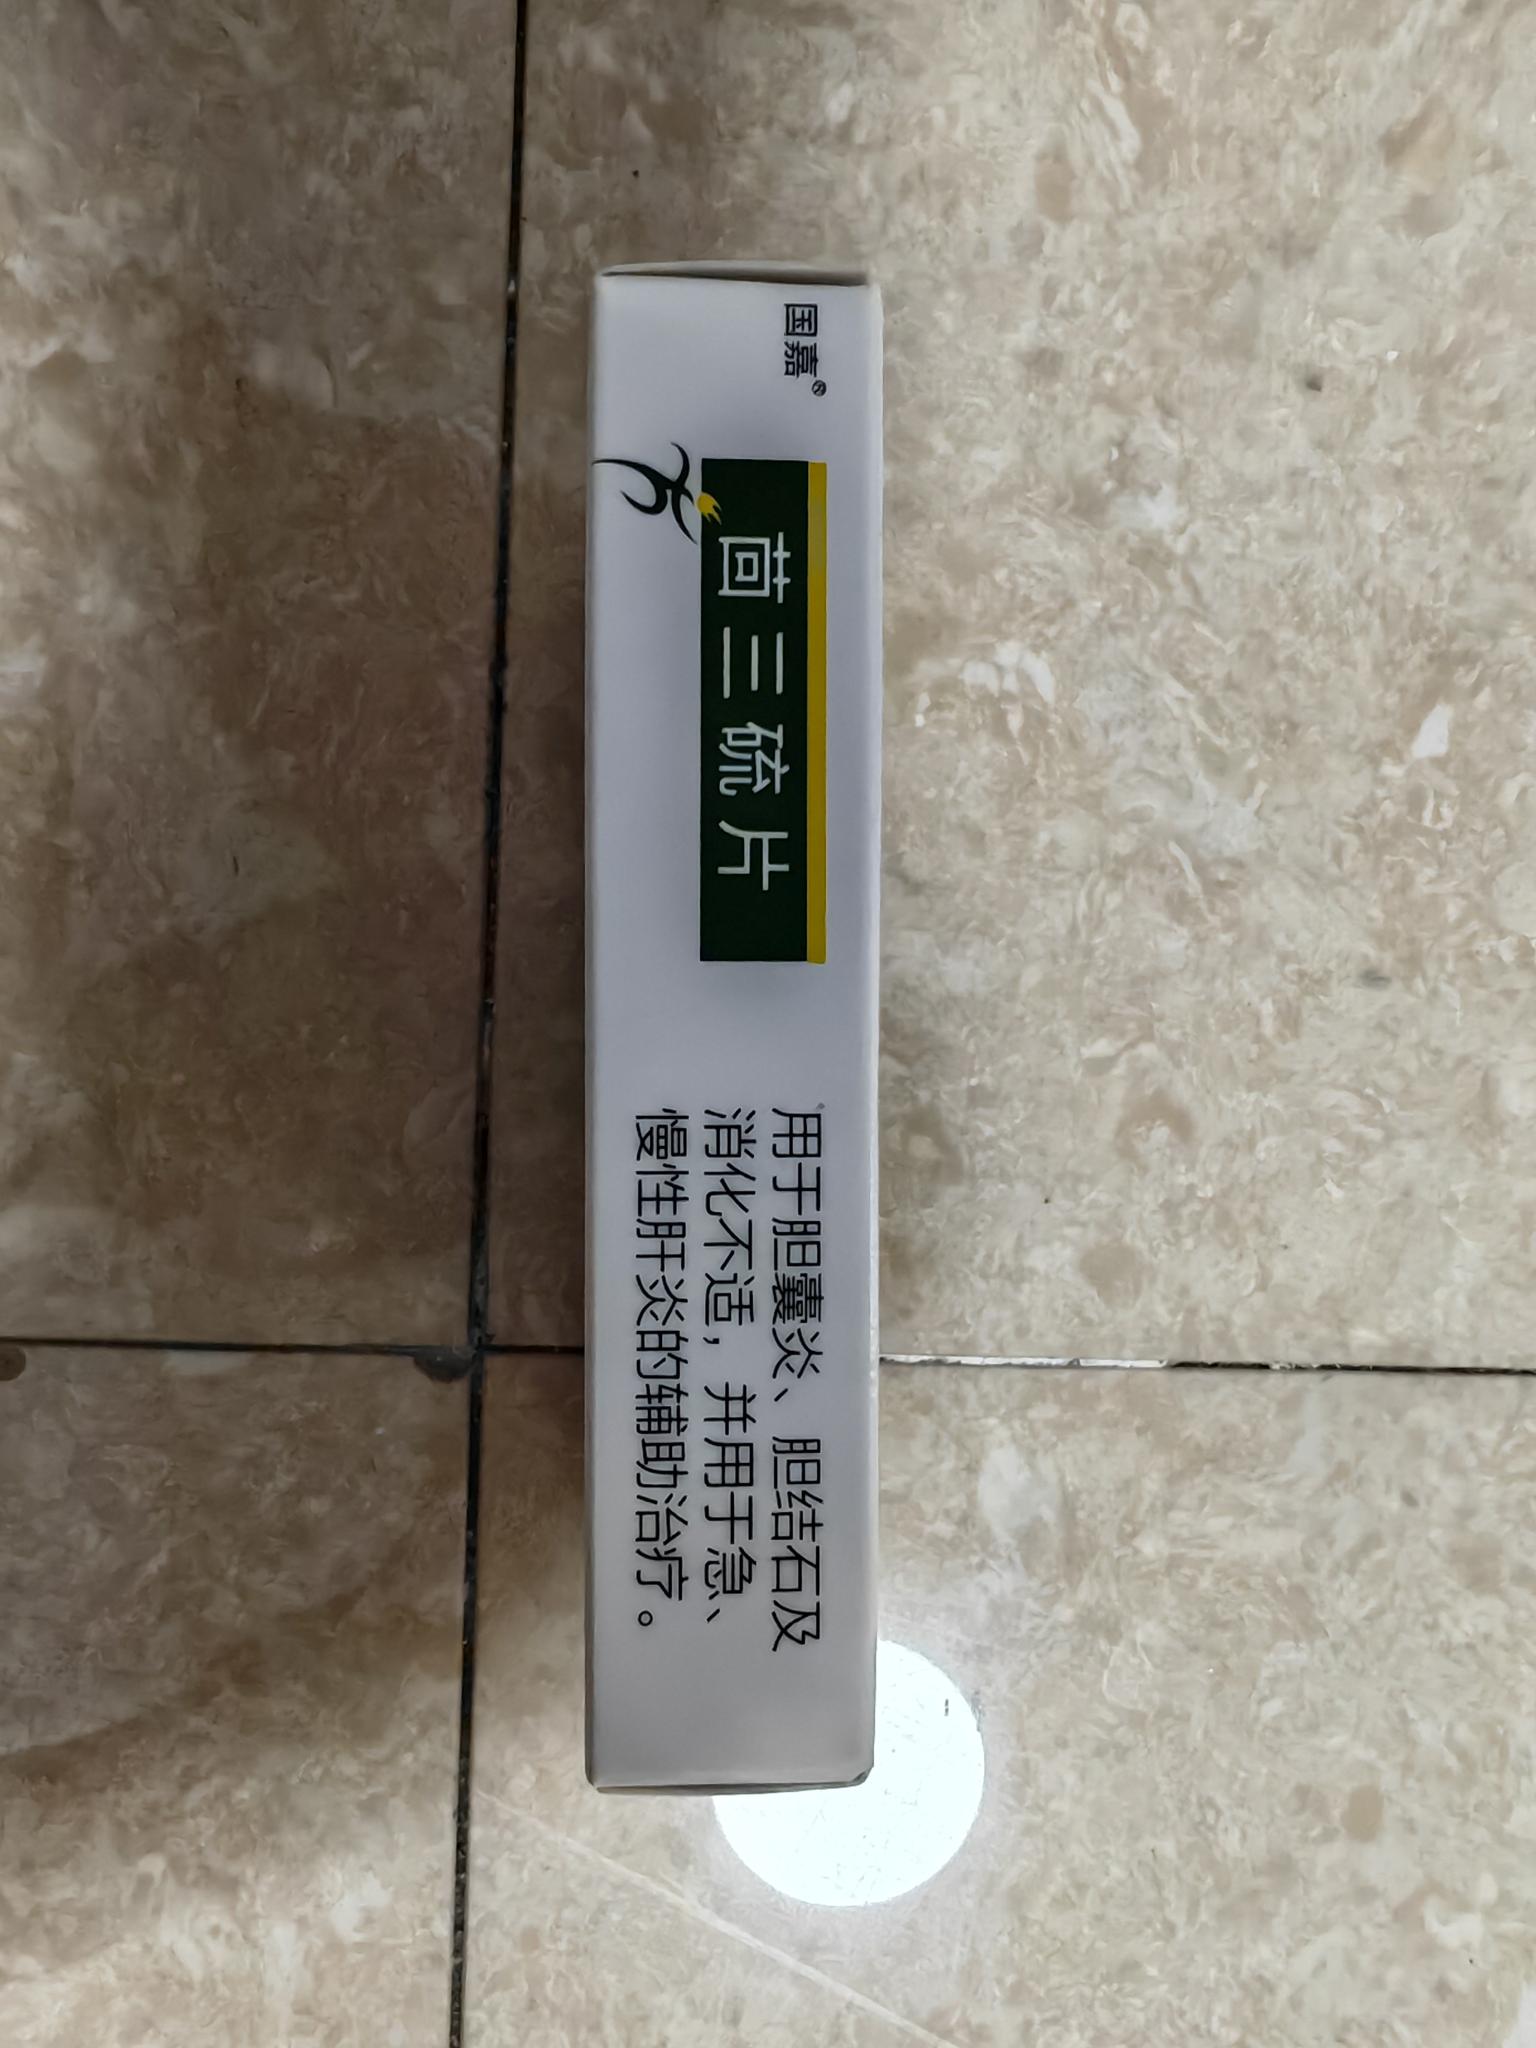 国嘉®
茴三硫片
用于胆囊炎、胆结石及
消化不适，并用于急、
慢性肝炎的辅助治疗。